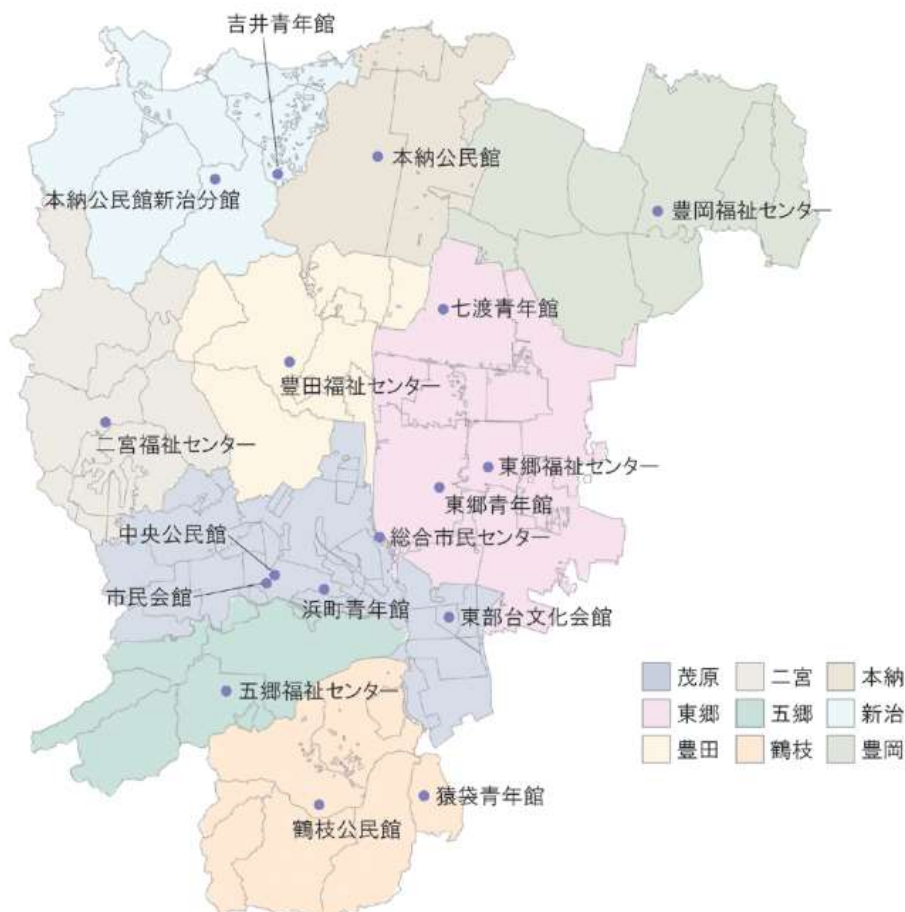 吉井青年館
本納公民館
本納公民館新治分館
豊岡福祉センター
七渡青年館
豊田福祉センター
二宮福祉センター
東郷福祉センター
東郷青年館
中央公民館
総合市民センター
市民会館
浜町青年館
東部台文化会館
五郷福祉センター
茂原 二宮 本納
東郷 五郷 新治
豊田 鶴枝 豊岡
猿袋青年館
鶴枝公民館